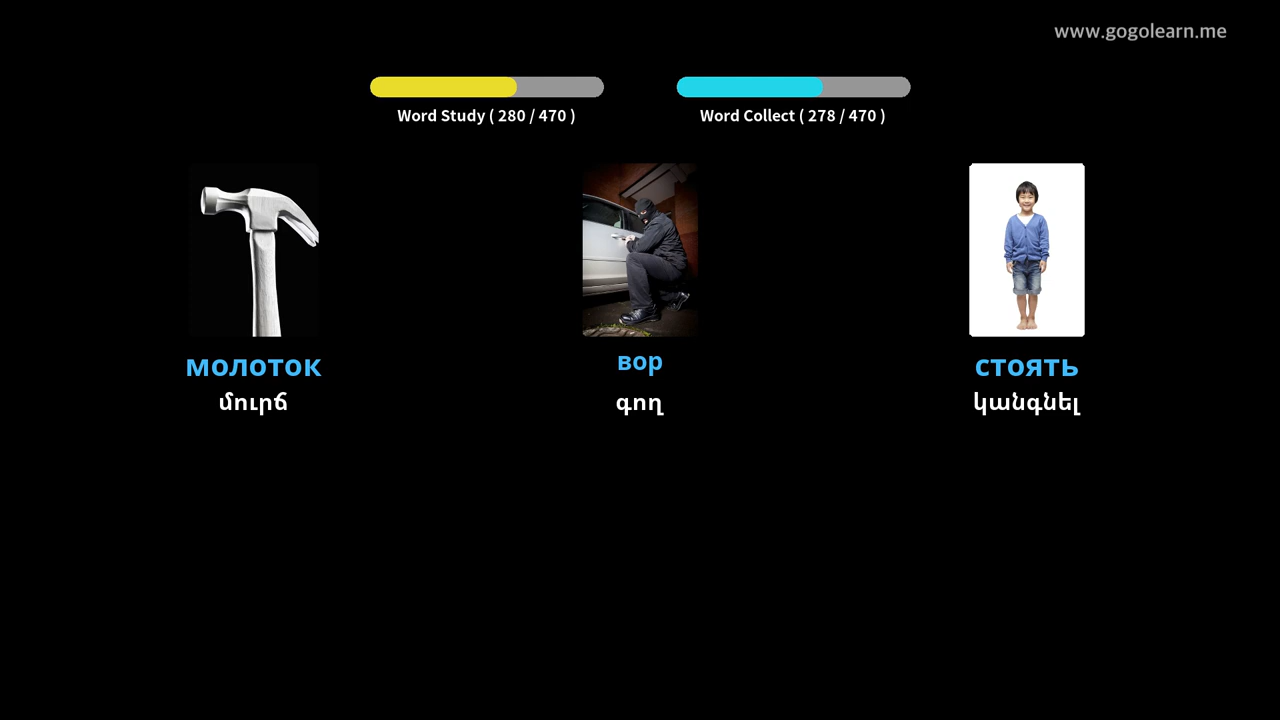 www.gogolearn.me
Word Study ( 280 / 470 )
Word Collect ( 278 / 470 )
молоток
մուրճ
вор
գող
стоять
կանգնել